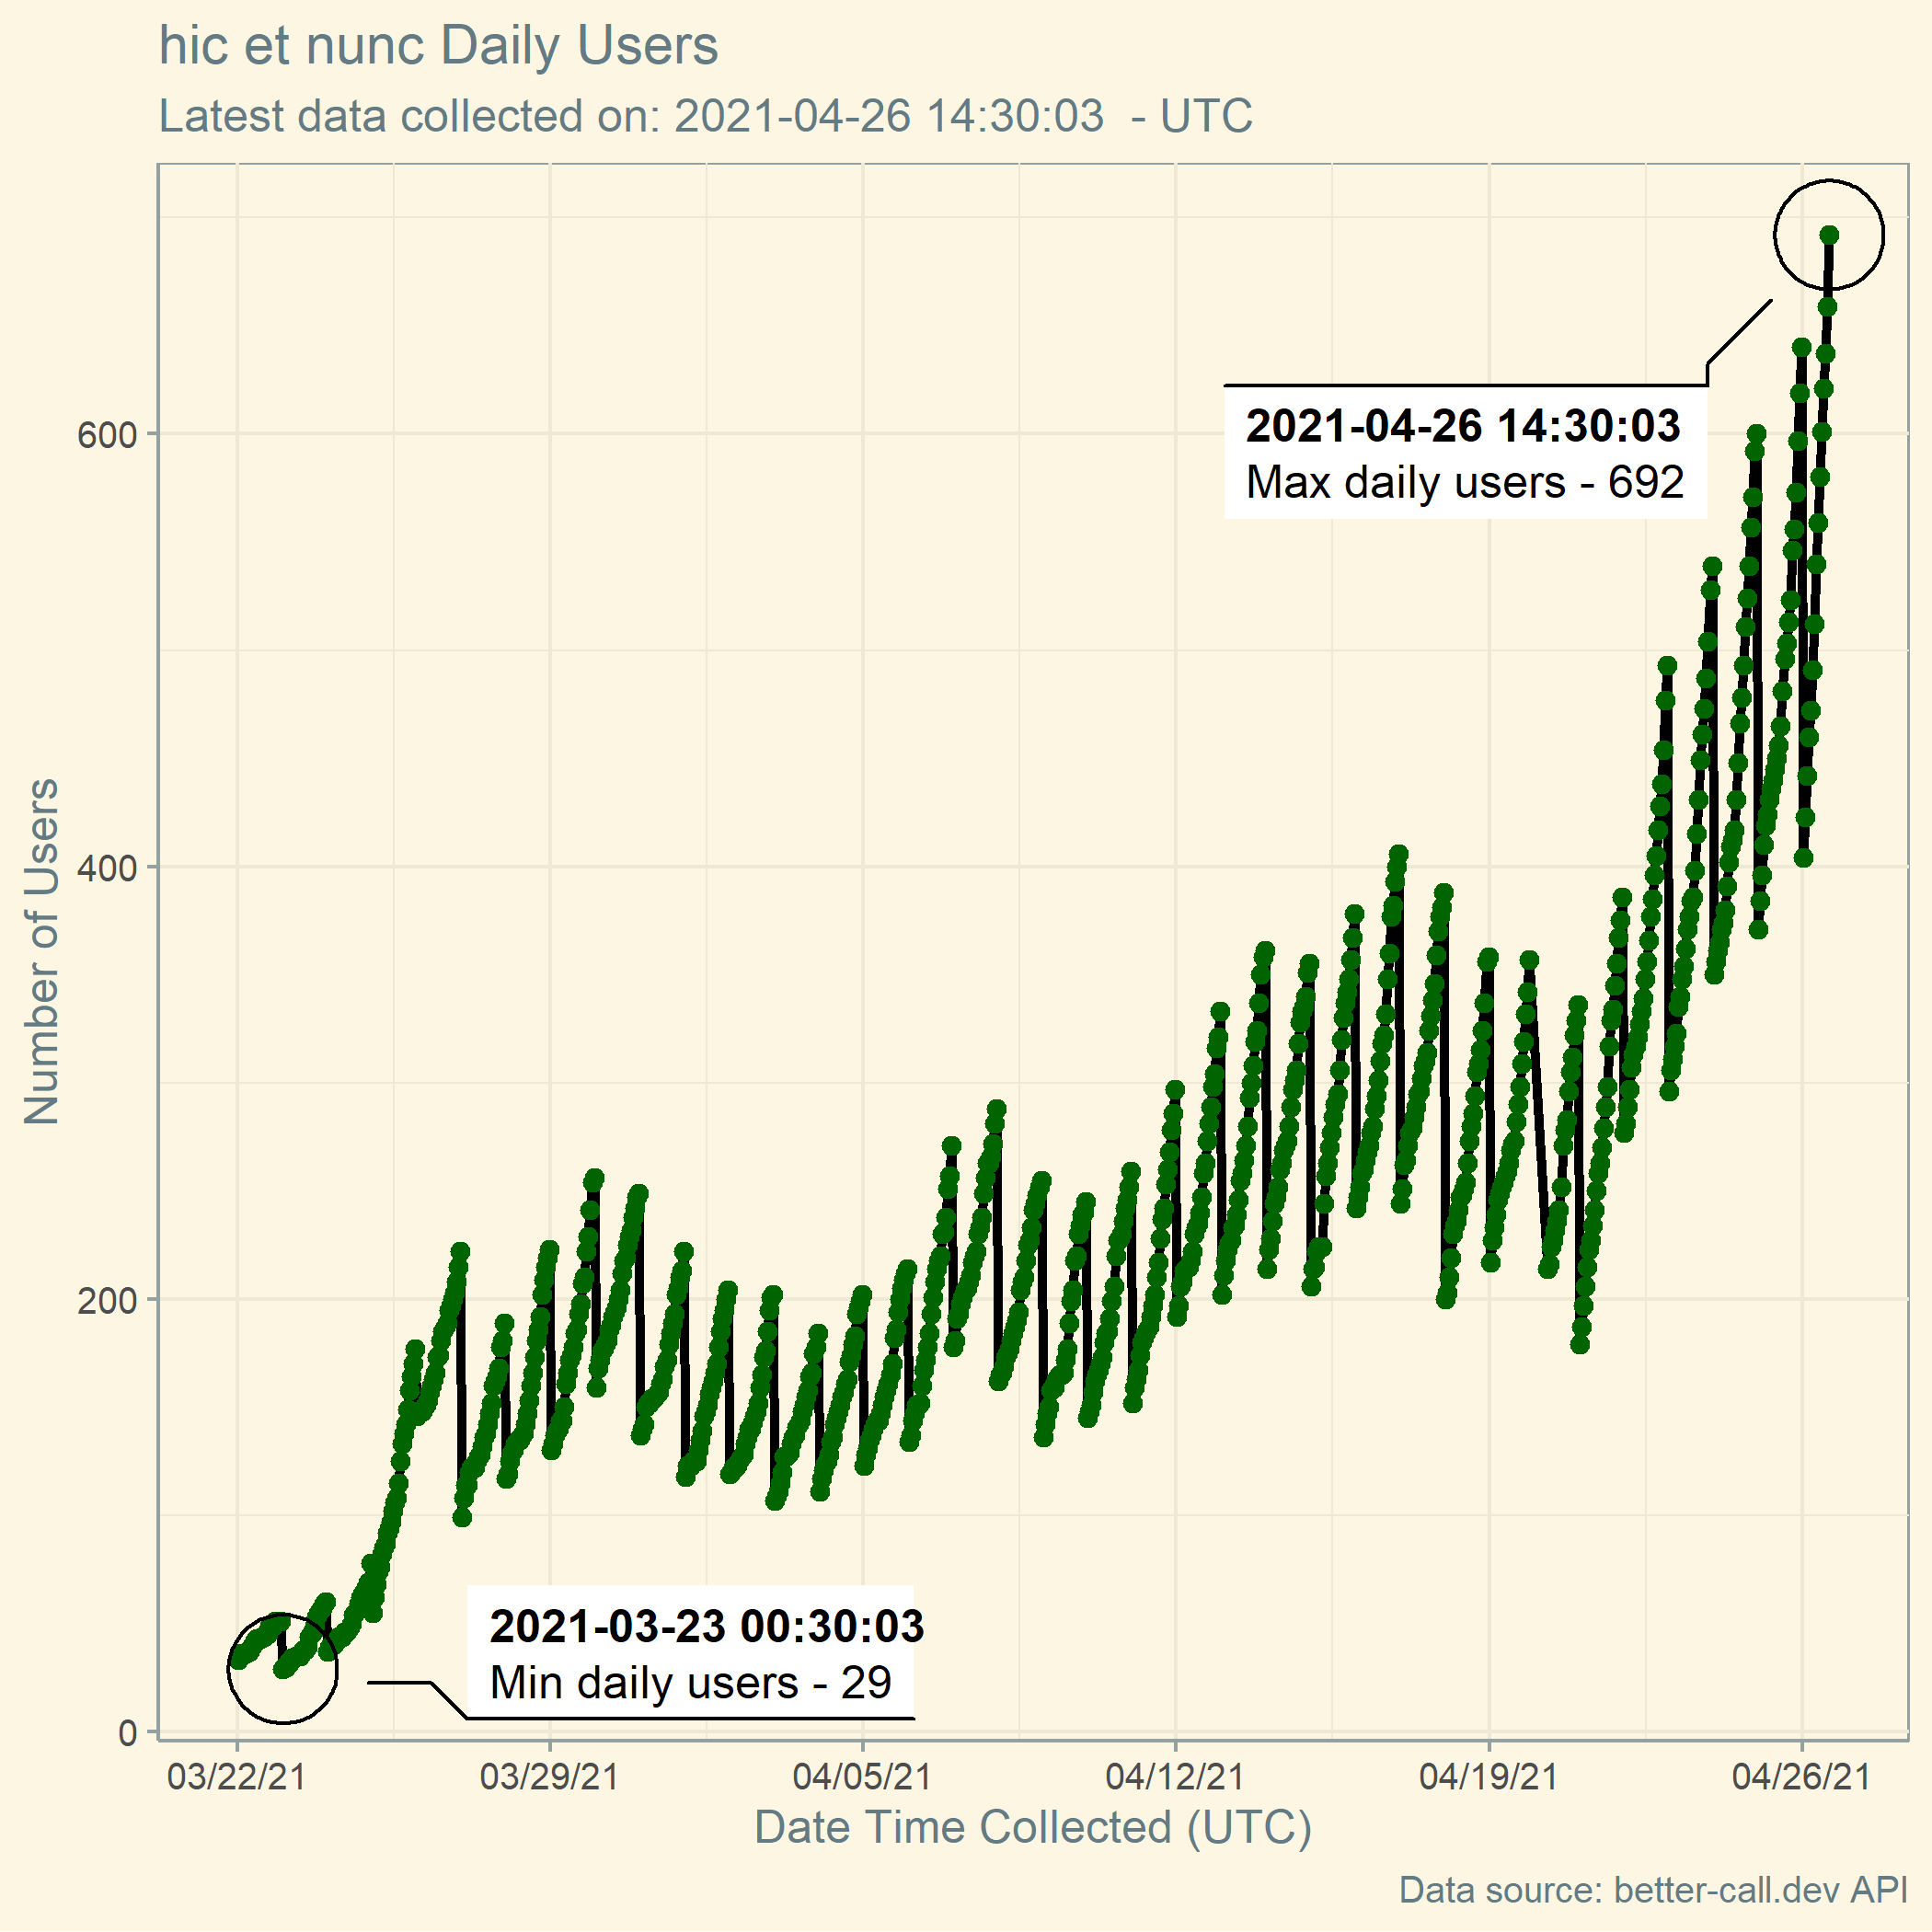 hic et nunc Daily Users
Latest data collected on: 2021-04-26 14:30:03  - UTC
2021-04-26 14:30:03
Max daily users - 692
Number of Users
600
400
200
0
2021-03-23 00:30:03
Min daily users - 29
03/22/21 03/29/21 04/05/21 04/12/21 04/19/21 04/26/21
Date Time Collected (UTC)
Data source: better-call.dev API